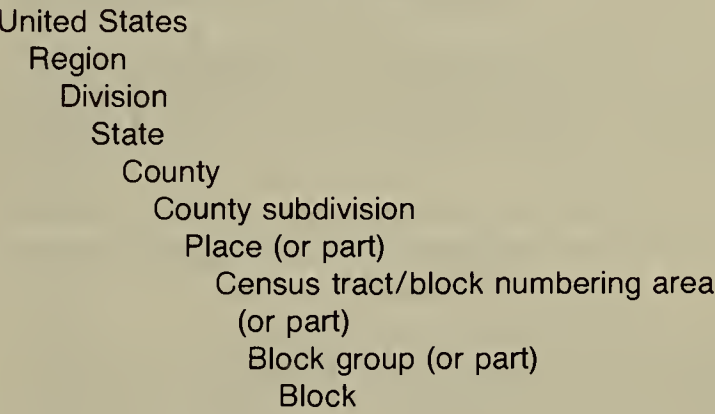 United States
Region
Division
State
County
County subdivision
Place (or part)
Census tract/block numbering area
(or part)
Block group (or part)
Block